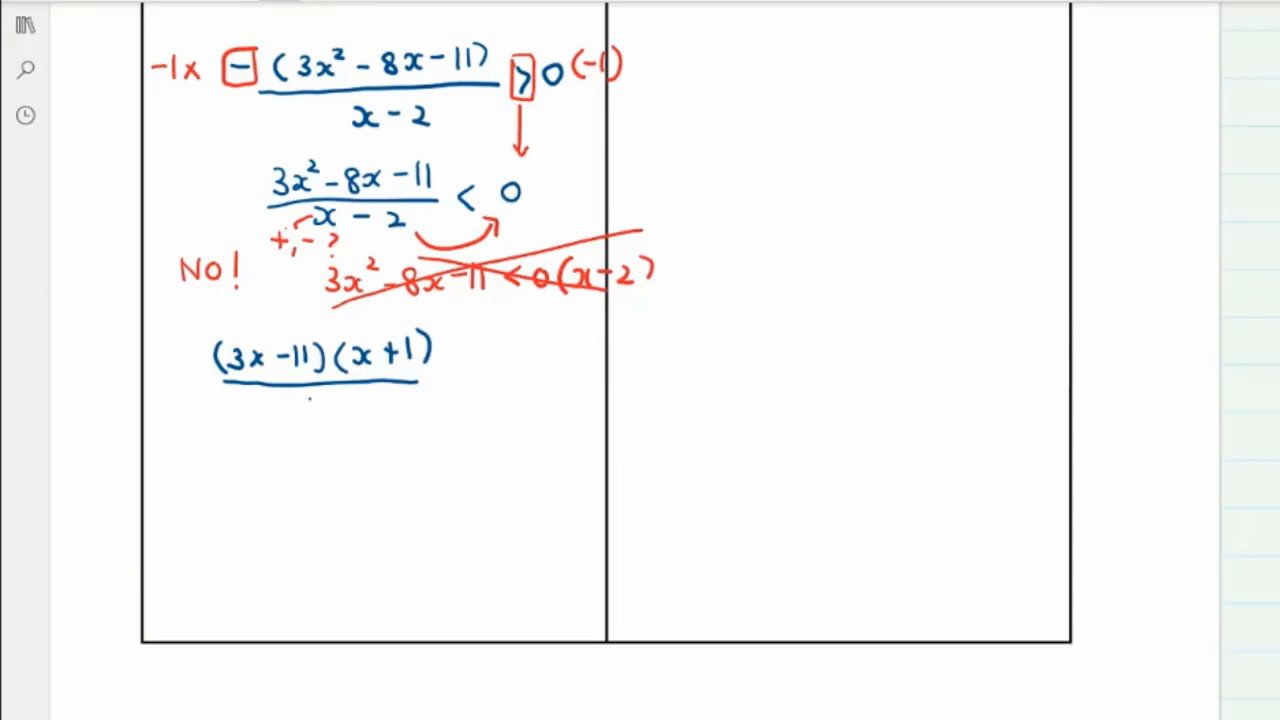 -1x -(3x² - 8x - 11) > 0 (-1)
x - 2
3x² - 8x - 11 < 0
x - 2
+, - ?
NO! 3x² - 8x - 11 < 0(x - 2)
(3x - 11)(x + 1)